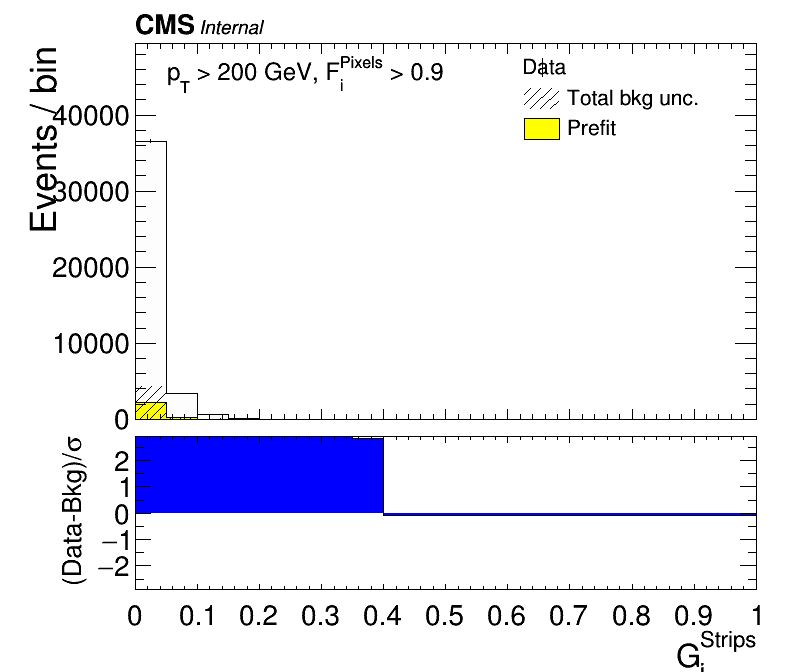 CMS Internal
p_T > 200 GeV, F_i^Pixels > 0.9
Data
Total bkg unc.
Prefit
Events / bin
40000
30000
20000
10000
0
(Data-Bkg)/σ
2
1
0
−1
−2
0 0.1 0.2 0.3 0.4 0.5 0.6 0.7 0.8 0.9 1
G_i^Strips